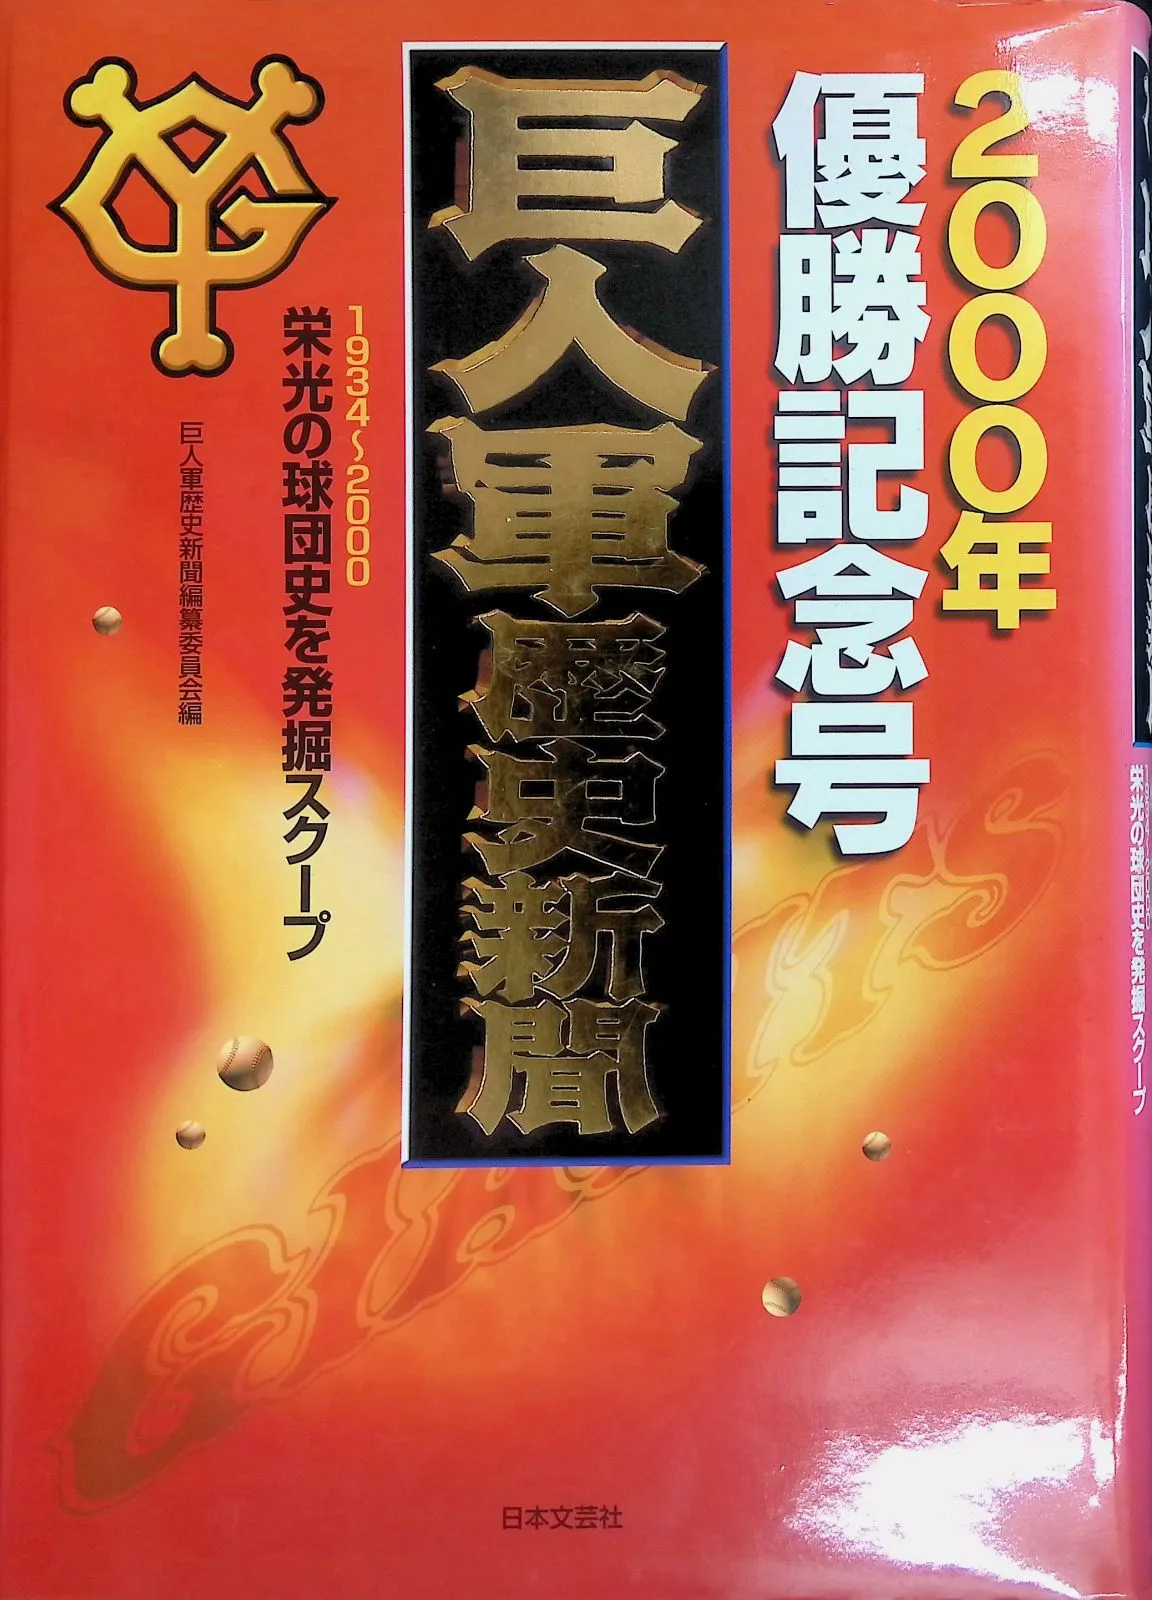 2000年
優勝記念号
巨人軍歴史新聞
1934〜2000
栄光の球団史を発掘スクープ
巨人軍歴史新聞編纂委員会編
Giants
日本文芸社
栄光の球団史を発掘スクープ